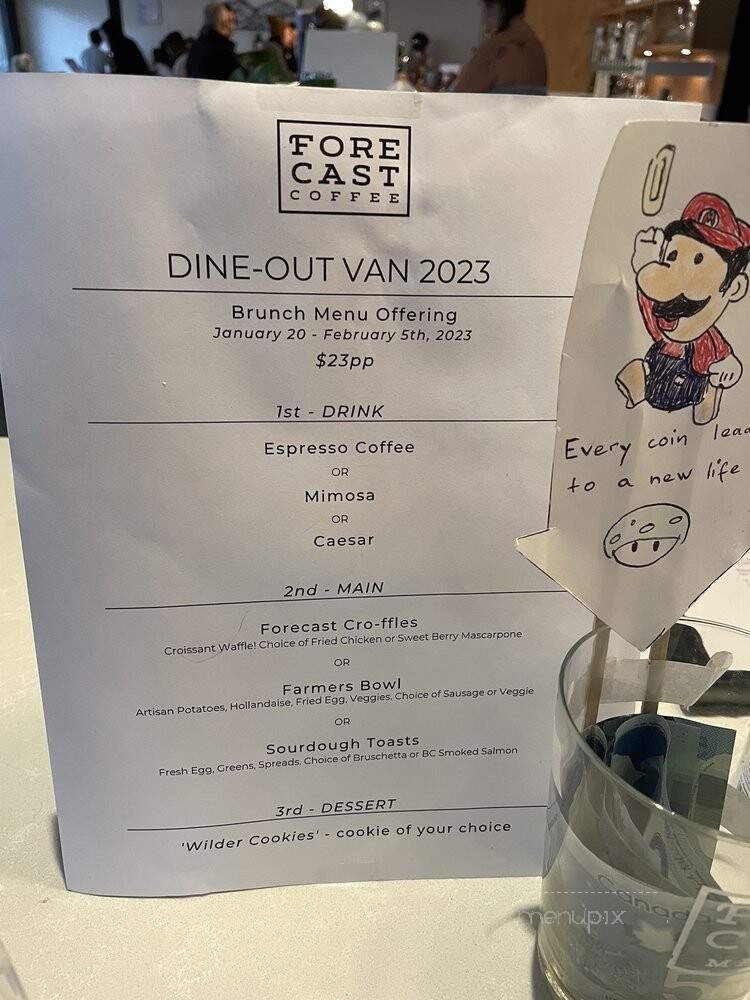 FORE
CAST
COFFEE
DINE-OUT VAN 2023
Brunch Menu Offering
January 20 - February 5th, 2023
$23pp
1st - DRINK
Espresso Coffee
OR
Mimosa
OR
Caesar
2nd - MAIN
Forecast Cro-ffles
Croissant Waffle! Choice of Fried Chicken or Sweet Berry Mascarpone
OR
Farmers Bowl
Artisan Potatoes, Hollandaise, Fried Egg, Veggies. Choice of Sausage or Veggie
OR
Sourdough Toasts
Fresh Egg, Greens, Spreads. Choice of Bruschetta or BC Smoked Salmon
3rd - DESSERT
'Wilder Cookies' - cookie of your choice
M
Every coin lead
to a new life
Canada
menupix